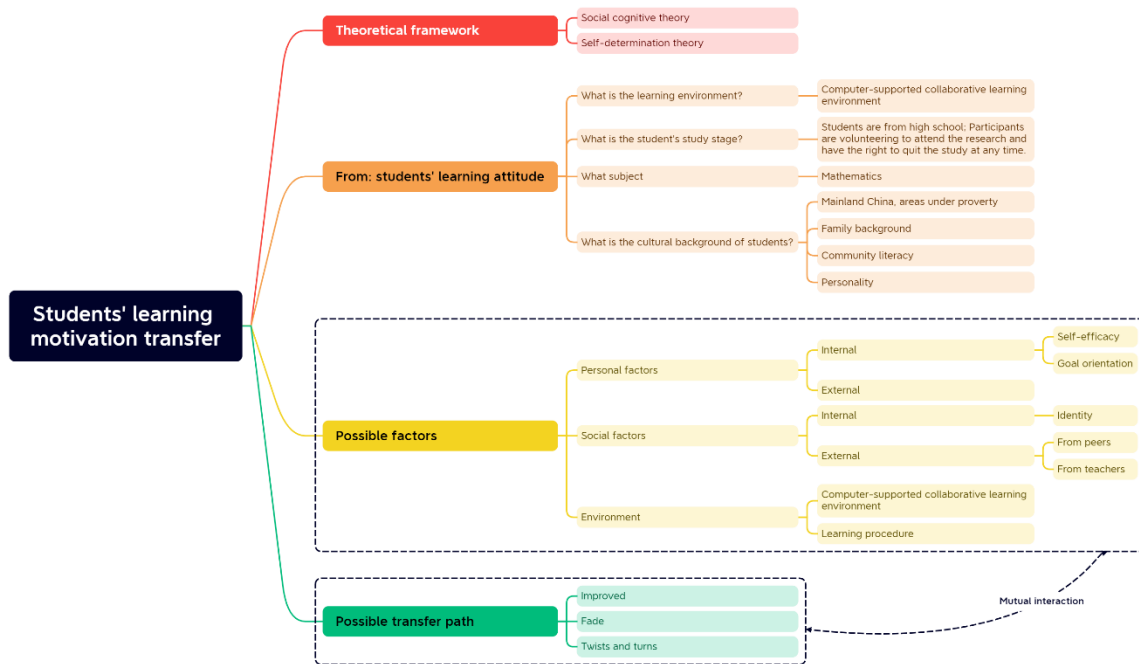 Students' learning
motivation transfer
Theoretical framework
Social cognitive theory
Self-determination theory
From: students' learning attitude
What is the learning environment?
Computer-supported collaborative learning
environment
What is the student's study stage?
Students are from high school; Participants
are volunteering to attend the research and
have the right to quit the study at any time.
What subject
Mathematics
What is the cultural background of students?
Mainland China, areas under proverty
Family background
Community literacy
Personality
Possible factors
Personal factors
Internal
Self-efficacy
Goal orientation
External
Social factors
Internal
Identity
External
From peers
From teachers
Environment
Computer-supported collaborative learning
environment
Learning procedure
Mutual interaction
Possible transfer path
Improved
Fade
Twists and turns